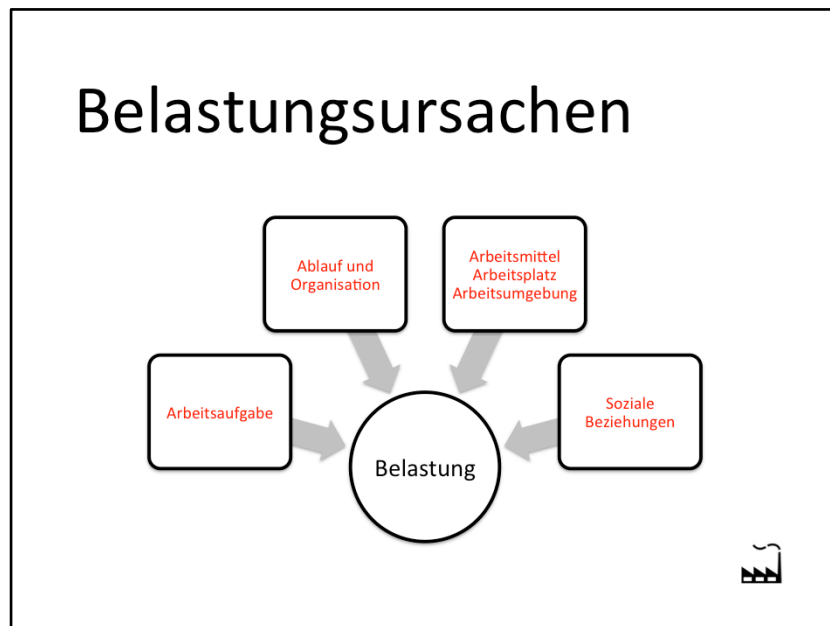 Belastungsursachen
Ablauf und
Organisation
Arbeitsmittel
Arbeitsplatz
Arbeitsumgebung
Arbeitsaufgabe
Soziale
Beziehungen
Belastung